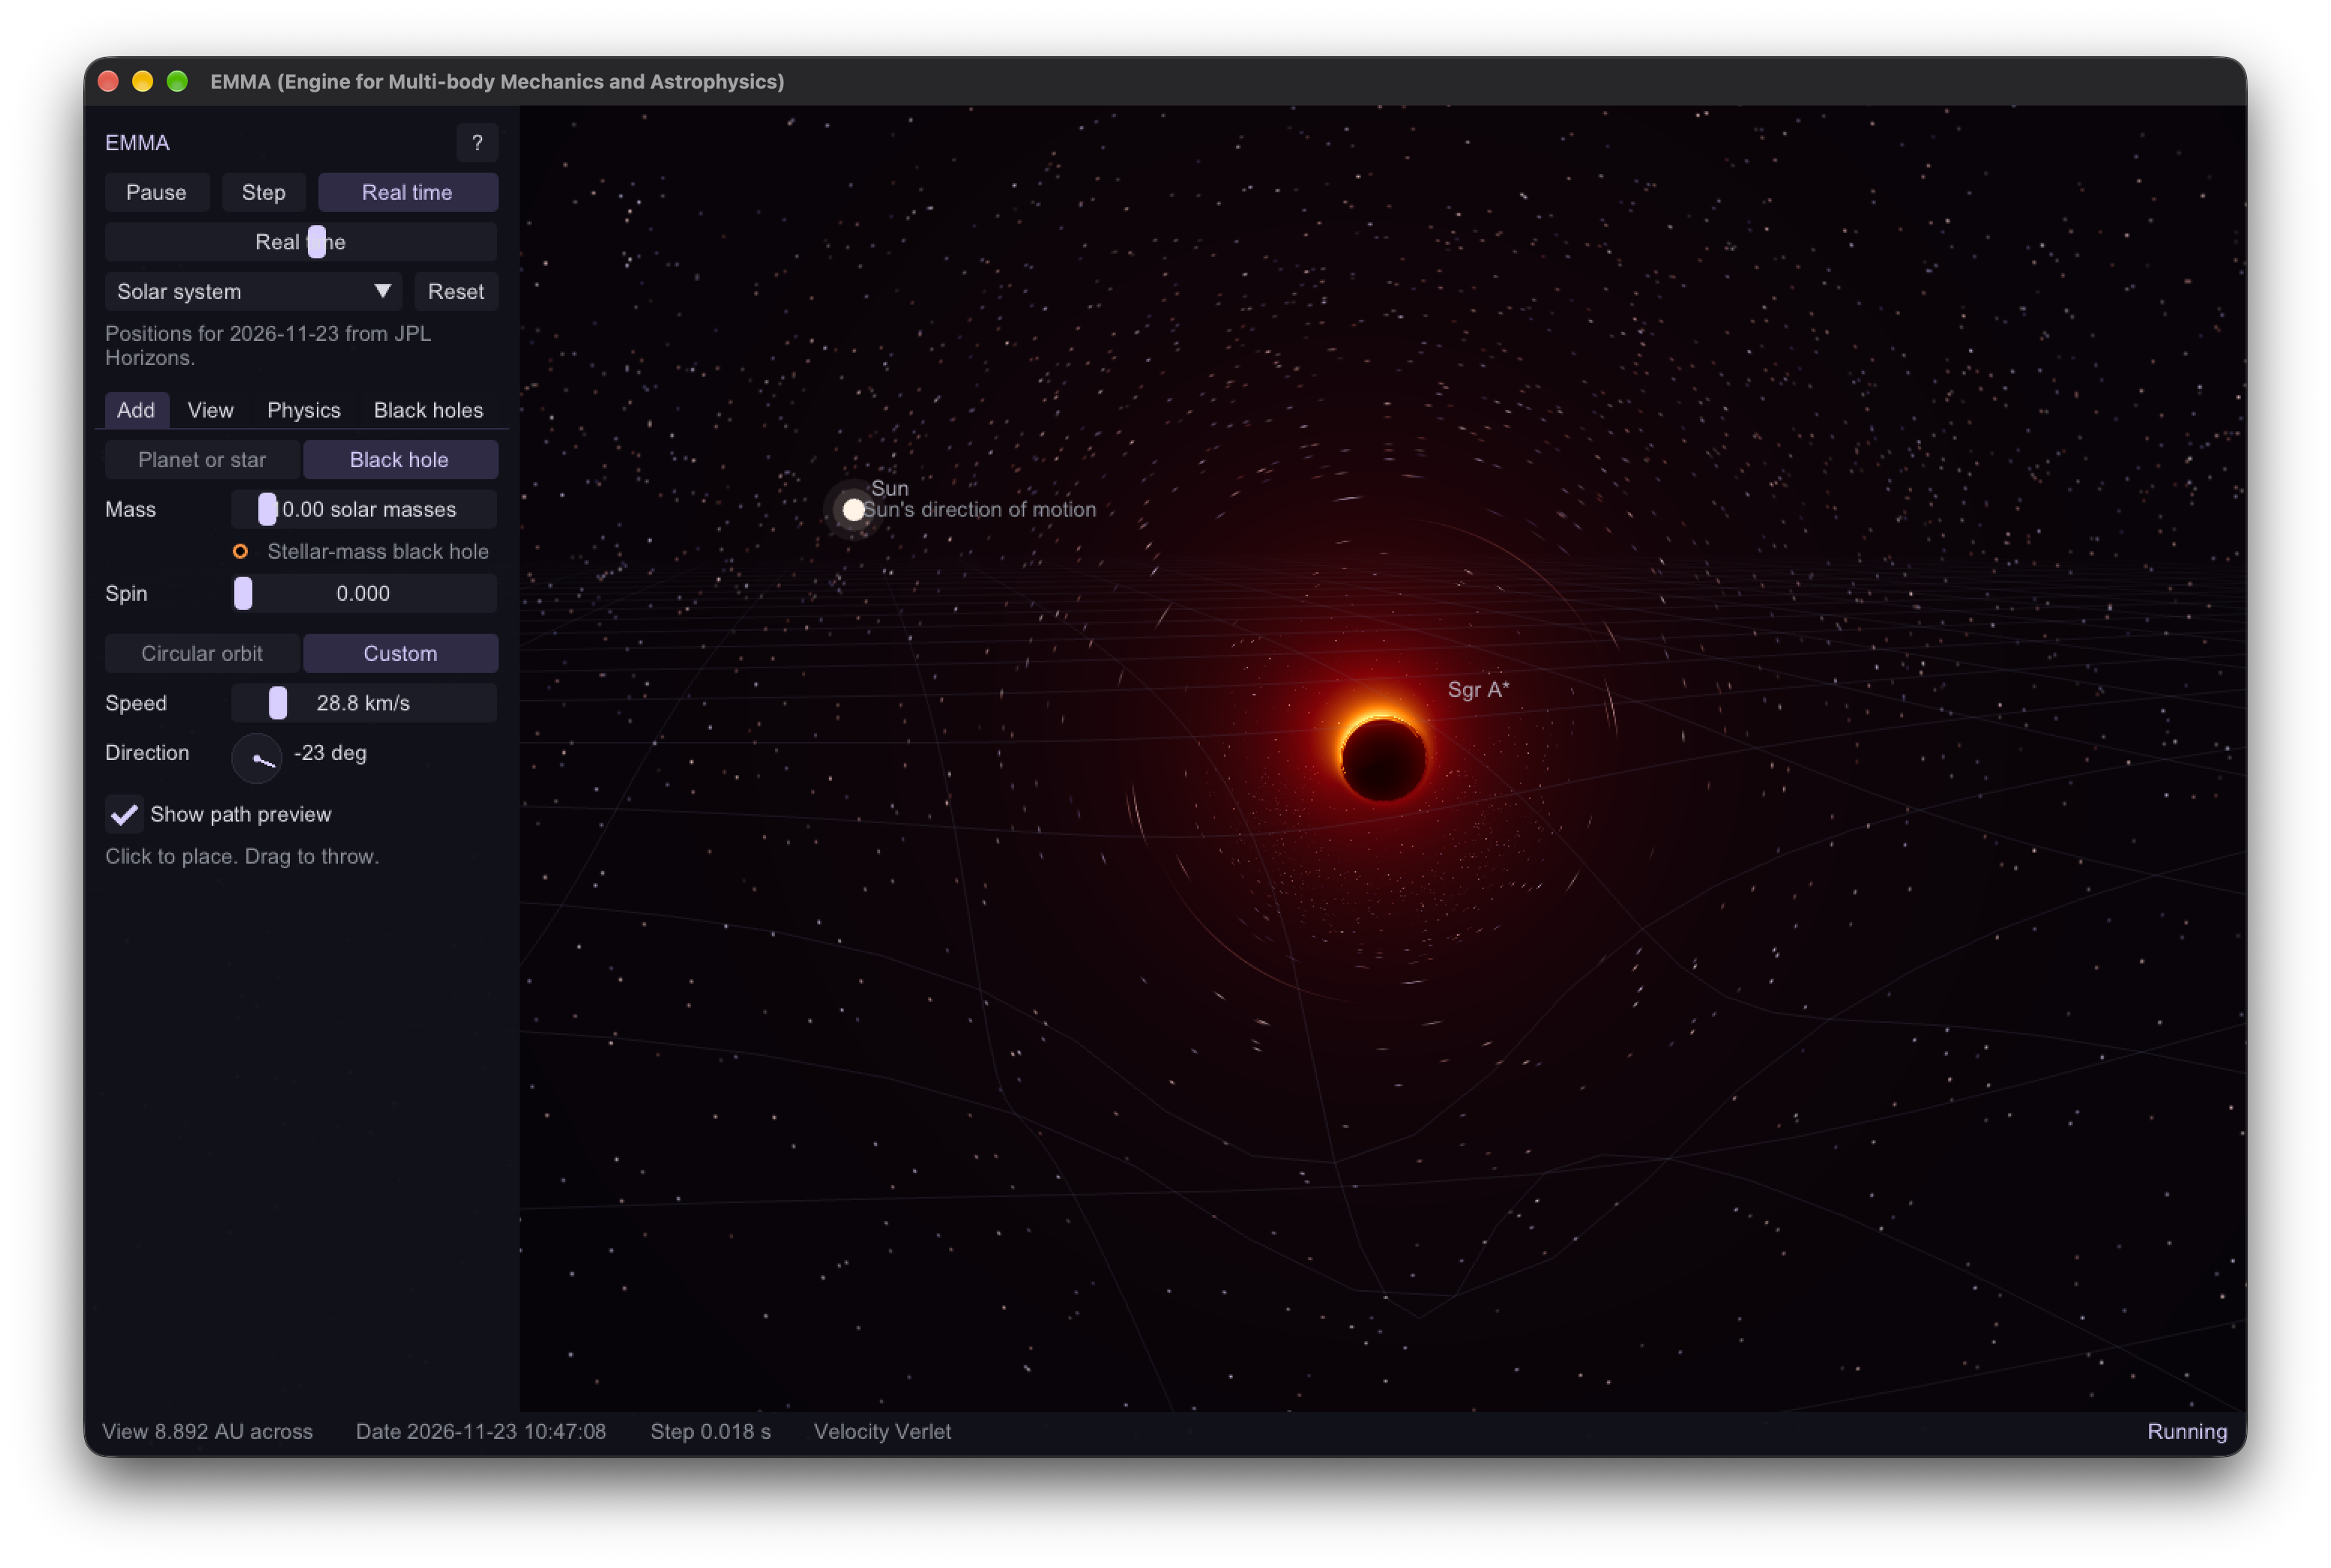 EMMA (Engine for Multi-body Mechanics and Astrophysics)
EMMA
?
Pause
Step
Real time
Real
Solar system
Reset
Positions for 2026-11-23 from JPL
Horizons.
Add
View
Physics
Black holes
Planet or star
Black hole
Mass
0.00 solar masses
Stellar-mass black hole
Spin
0.000
Circular orbit
Custom
Speed
28.8 km/s
Direction
-23 deg
Show path preview
Click to place. Drag to throw.
Sun
Sun's direction of motion
Sgr A*
View 8.892 AU across
Date 2026-11-23 10:47:08
Step 0.018 s
Velocity Verlet
Running